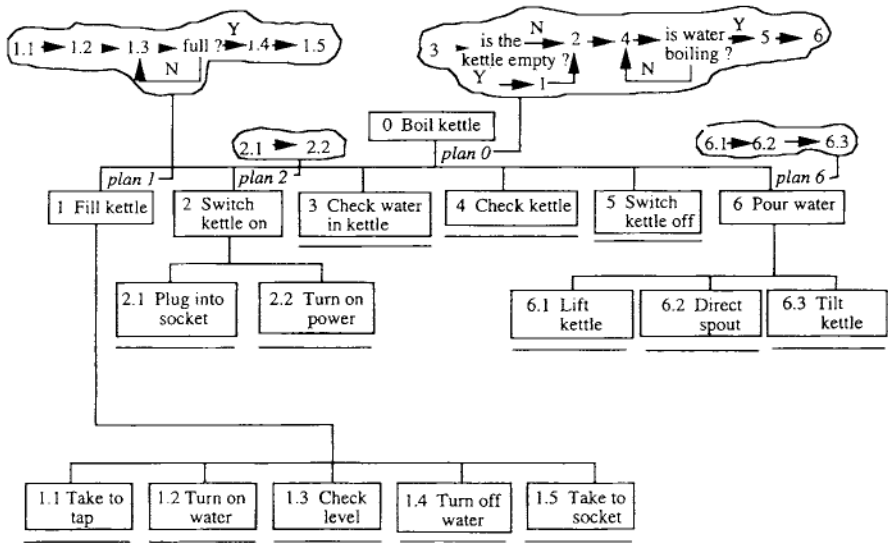 Y
1.1 1.2 1.3 full ? 1.4 1.5
N
N Y
3 is the 2 4 is water 5 6
kettle empty ? boiling ?
Y 1 N
0 Boil kettle
plan 0
2.1 2.2
6.1 6.2 6.3
plan 1 plan 2 plan 6
1 Fill kettle
2 Switch
kettle on
3 Check water
in kettle
4 Check kettle
5 Switch
kettle off
6 Pour water
2.1 Plug into
socket
2.2 Turn on
power
6.1 Lift
kettle
6.2 Direct
spout
6.3 Tilt
kettle
1.1 Take to
tap
1.2 Turn on
water
1.3 Check
level
1.4 Turn off
water
1.5 Take to
socket